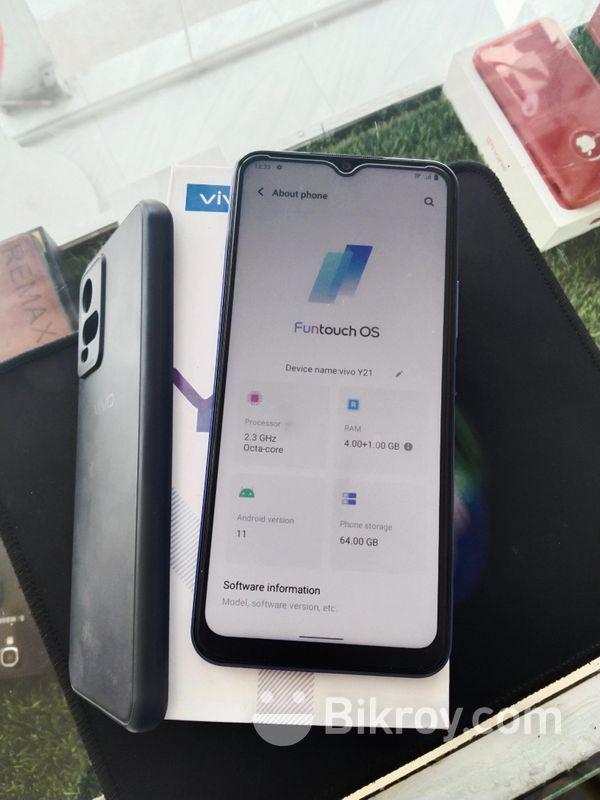 12:33
About phone
Funtouch OS
Device name:vivo Y21
Processor
2.3 GHz
Octa-core
RAM
4.00+1.00 GB
Android version
11
Phone storage
64.00 GB
Software information
Model, software version, etc.
vivo
REMAX
Bikroy.com